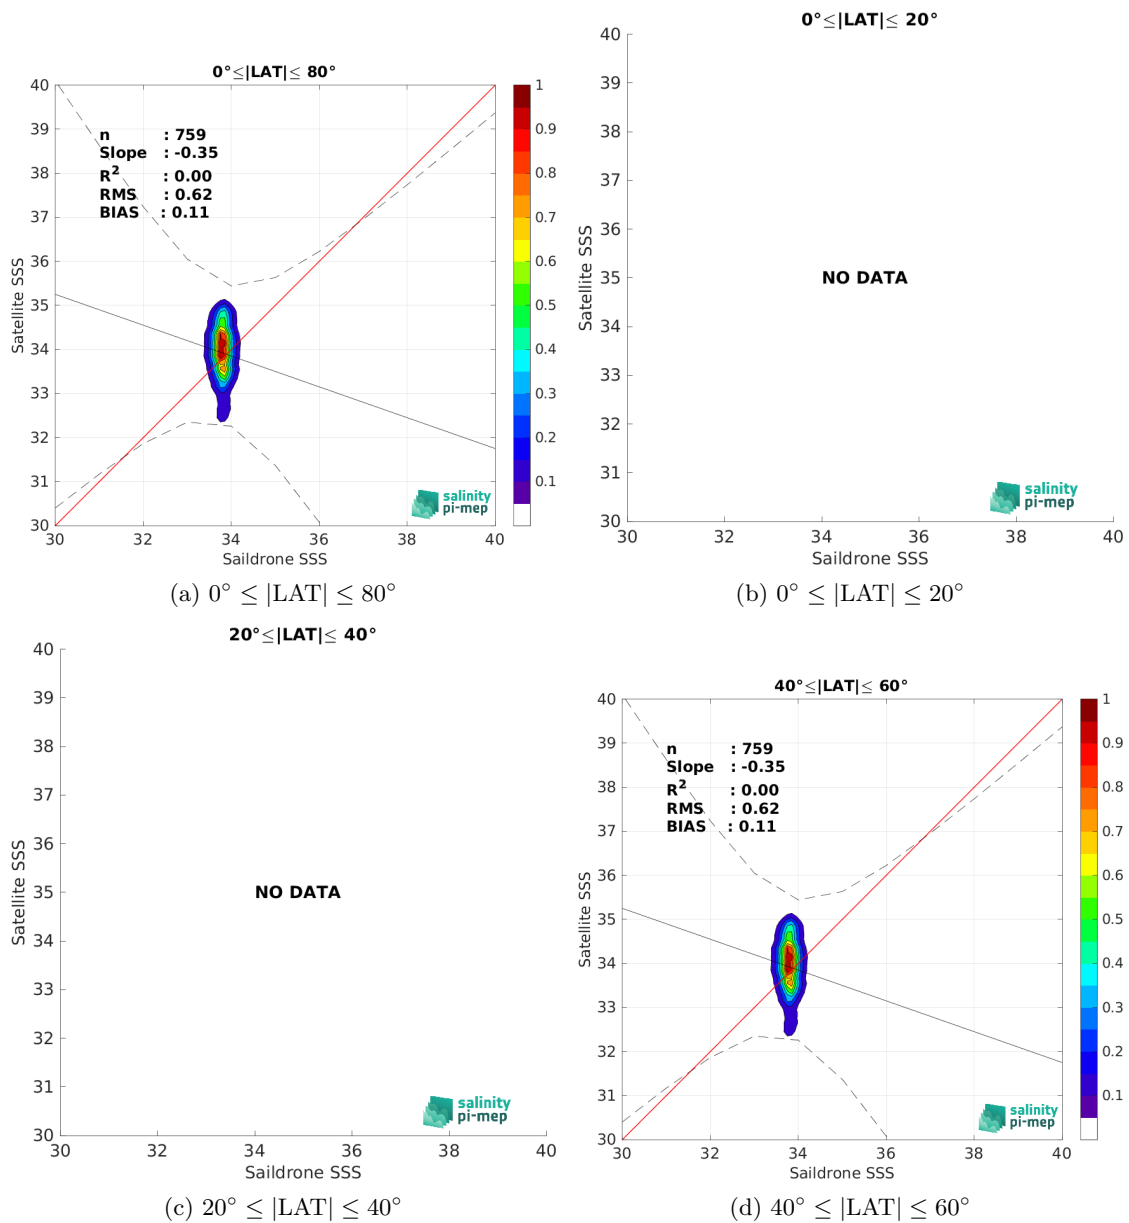 0°≤|LAT|≤ 80°
40
39
38
37
36
35
34
33
32
31
30
30 32 34 36 38 40
Satellite SSS
Saildrone SSS
n : 759
Slope : -0.35
R² : 0.00
RMS : 0.62
BIAS : 0.11
1
0.9
0.8
0.7
0.6
0.5
0.4
0.3
0.2
0.1
salinity
pi-mep
(a) 0° ≤ |LAT| ≤ 80°
0°≤|LAT|≤ 20°
40
39
38
37
36
35
34
33
32
31
30
30 32 34 36 38 40
Satellite SSS
Saildrone SSS
NO DATA
salinity
pi-mep
(b) 0° ≤ |LAT| ≤ 20°
20°≤|LAT|≤ 40°
40
39
38
37
36
35
34
33
32
31
30
30 32 34 36 38 40
Satellite SSS
Saildrone SSS
NO DATA
salinity
pi-mep
(c) 20° ≤ |LAT| ≤ 40°
40°≤|LAT|≤ 60°
40
39
38
37
36
35
34
33
32
31
30
30 32 34 36 38 40
Satellite SSS
Saildrone SSS
n : 759
Slope : -0.35
R² : 0.00
RMS : 0.62
BIAS : 0.11
1
0.9
0.8
0.7
0.6
0.5
0.4
0.3
0.2
0.1
salinity
pi-mep
(d) 40° ≤ |LAT| ≤ 60°